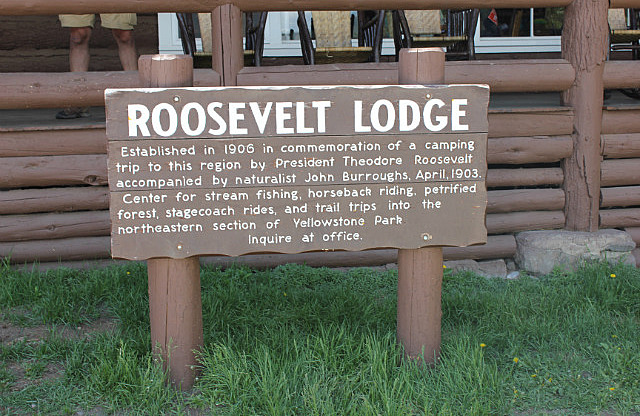 ROOSEVELT LODGE
Established in 1906 in commemoration of a camping
trip to this region by President Theodore Roosevelt
accompanied by naturalist John Burroughs, April, 1903.
Center for stream fishing, horseback riding, petrified
forest, stagecoach rides, and trail trips into the
northeastern section of Yellowstone Park
Inquire at office.